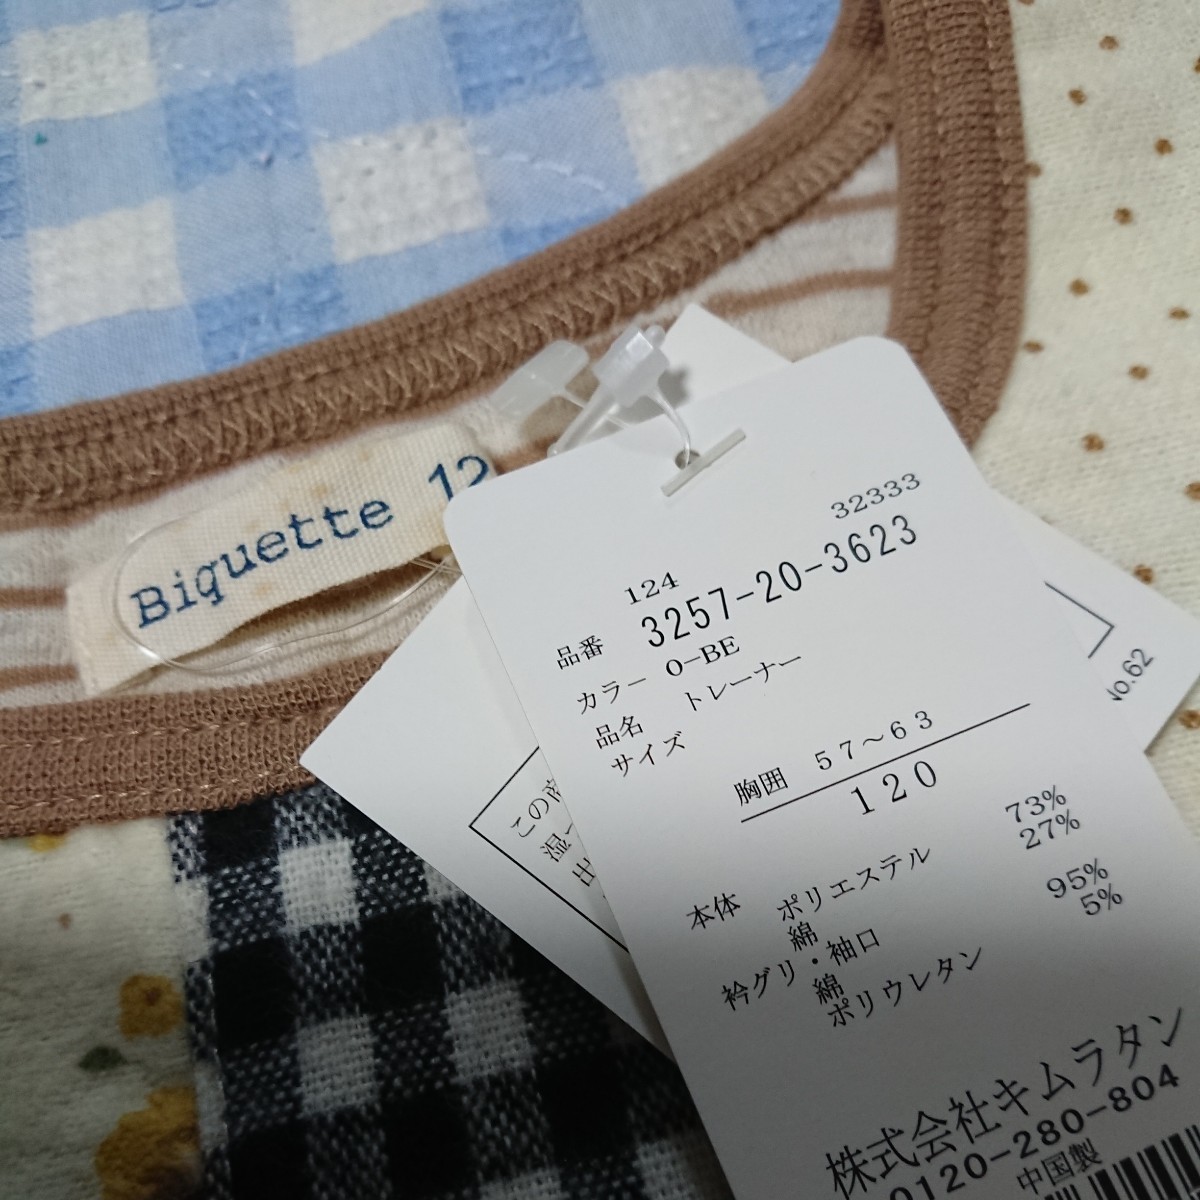 Biquette 12
32333
124
品番 3257-20-3623
カラー O-BE
品名 トレーナー
サイズ
胸囲 57～63
120
本体 ポリエステル 73%
綿 27%
衿グリ・袖口
綿 95%
ポリウレタン 5%
株式会社キムラタン
0120-280-804
中国製
No.62
この